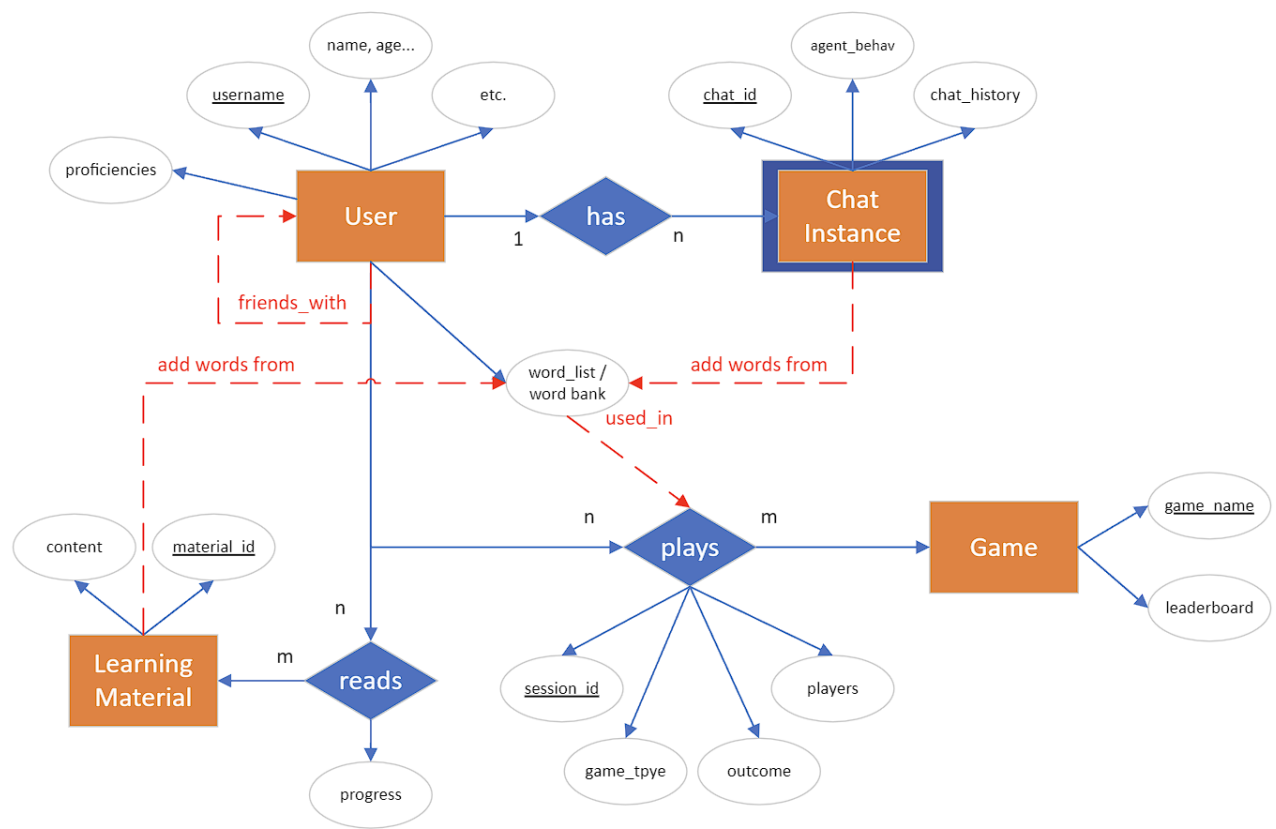 name, age...
agent_behav
username
etc.
chat_id
chat_history
proficiencies
User
has
Chat
Instance
1
n
friends_with
add words from
word_list /
word bank
add words from
used_in
game_name
n
m
content
material_id
plays
Game
n
leaderboard
m
Learning
Material
reads
session_id
players
game_tpye
outcome
progress